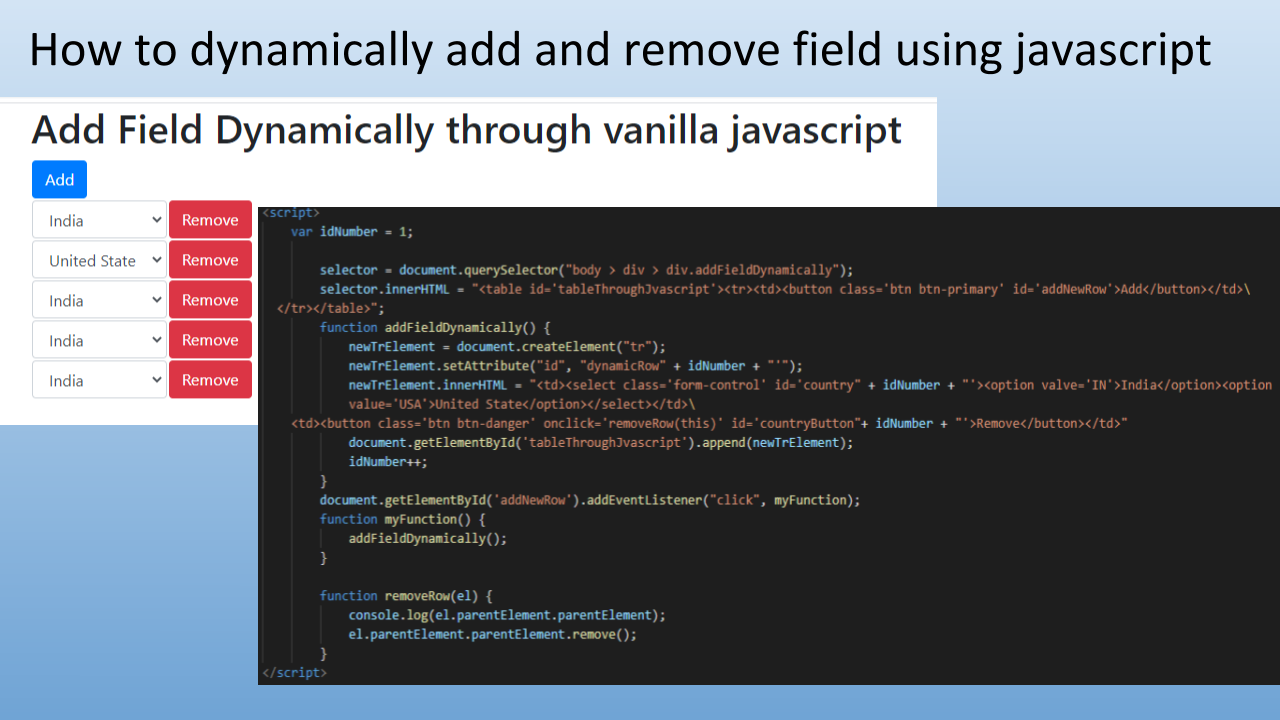 How to dynamically add and remove field using javascript
Add Field Dynamically through vanilla javascript
Add
India Remove
United State Remove
India Remove
India Remove
India Remove
<script>
var idNumber = 1;
selector = document.querySelector("body > div > div.addFieldDynamically");
selector.innerHTML = "<table id='tableThroughJvascript'><tr><td><button class='btn btn-primary' id='addNewRow'>Add</button></td>\
</tr></table>";
function addFieldDynamically() {
newTrElement = document.createElement("tr");
newTrElement.setAttribute("id", "dynamicRow" + idNumber + "'");
newTrElement.innerHTML = "<td><select class='form-control' id='country" + idNumber + "'><option valve='IN'>India</option><option
value='USA'>United State</option></select></td>\
<td><button class='btn btn-danger' onclick='removeRow(this)' id='countryButton"+ idNumber + "'>Remove</button></td>"
document.getElementById('tableThroughJvascript').append(newTrElement);
idNumber++;
}
document.getElementById('addNewRow').addEventListener("click", myFunction);
function myFunction() {
addFieldDynamically();
}
function removeRow(el) {
console.log(el.parentElement.parentElement);
el.parentElement.parentElement.remove();
}
</script>